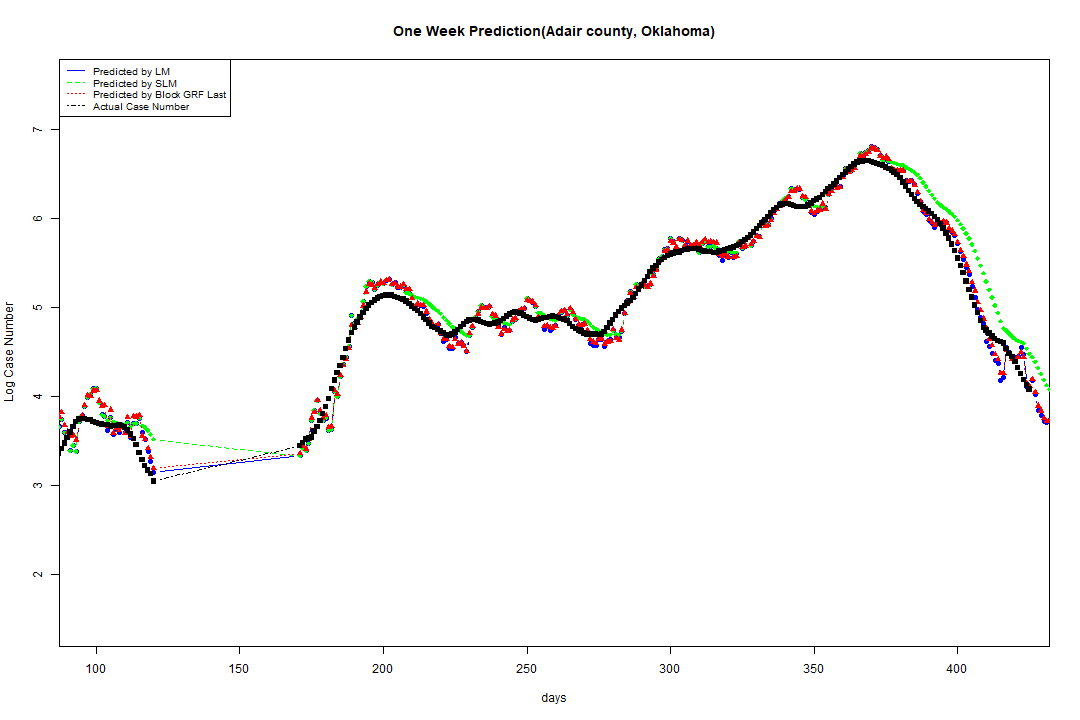 One Week Prediction(Adair county, Oklahoma)
Predicted by LM
Predicted by SLM
Predicted by Block GRF Last
Actual Case Number
7
6
5
4
3
2
Log Case Number
100 150 200 250 300 350 400
days